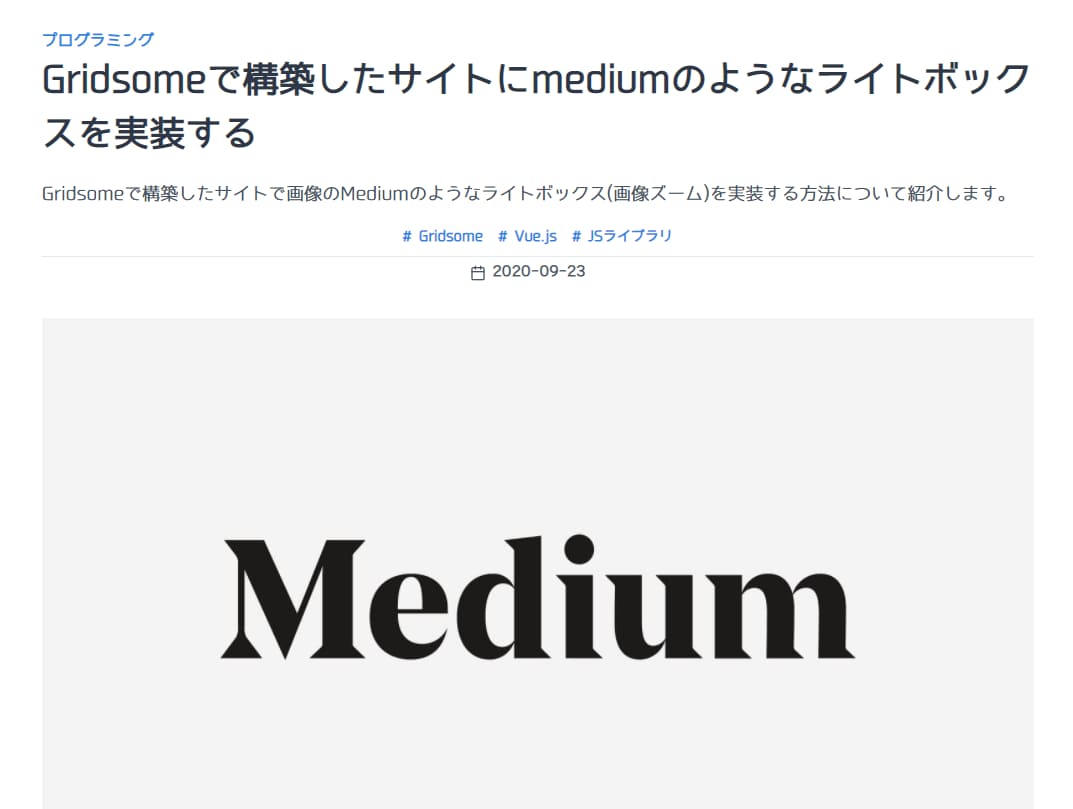 プログラミング
Gridsomeで構築したサイトにmediumのようなライトボック
スを実装する
Gridsomeで構築したサイトで画像のMediumのようなライトボックス(画像ズーム)を実装する方法について紹介します。
# Gridsome # Vue.js # JSライブラリ
2020-09-23
Medium